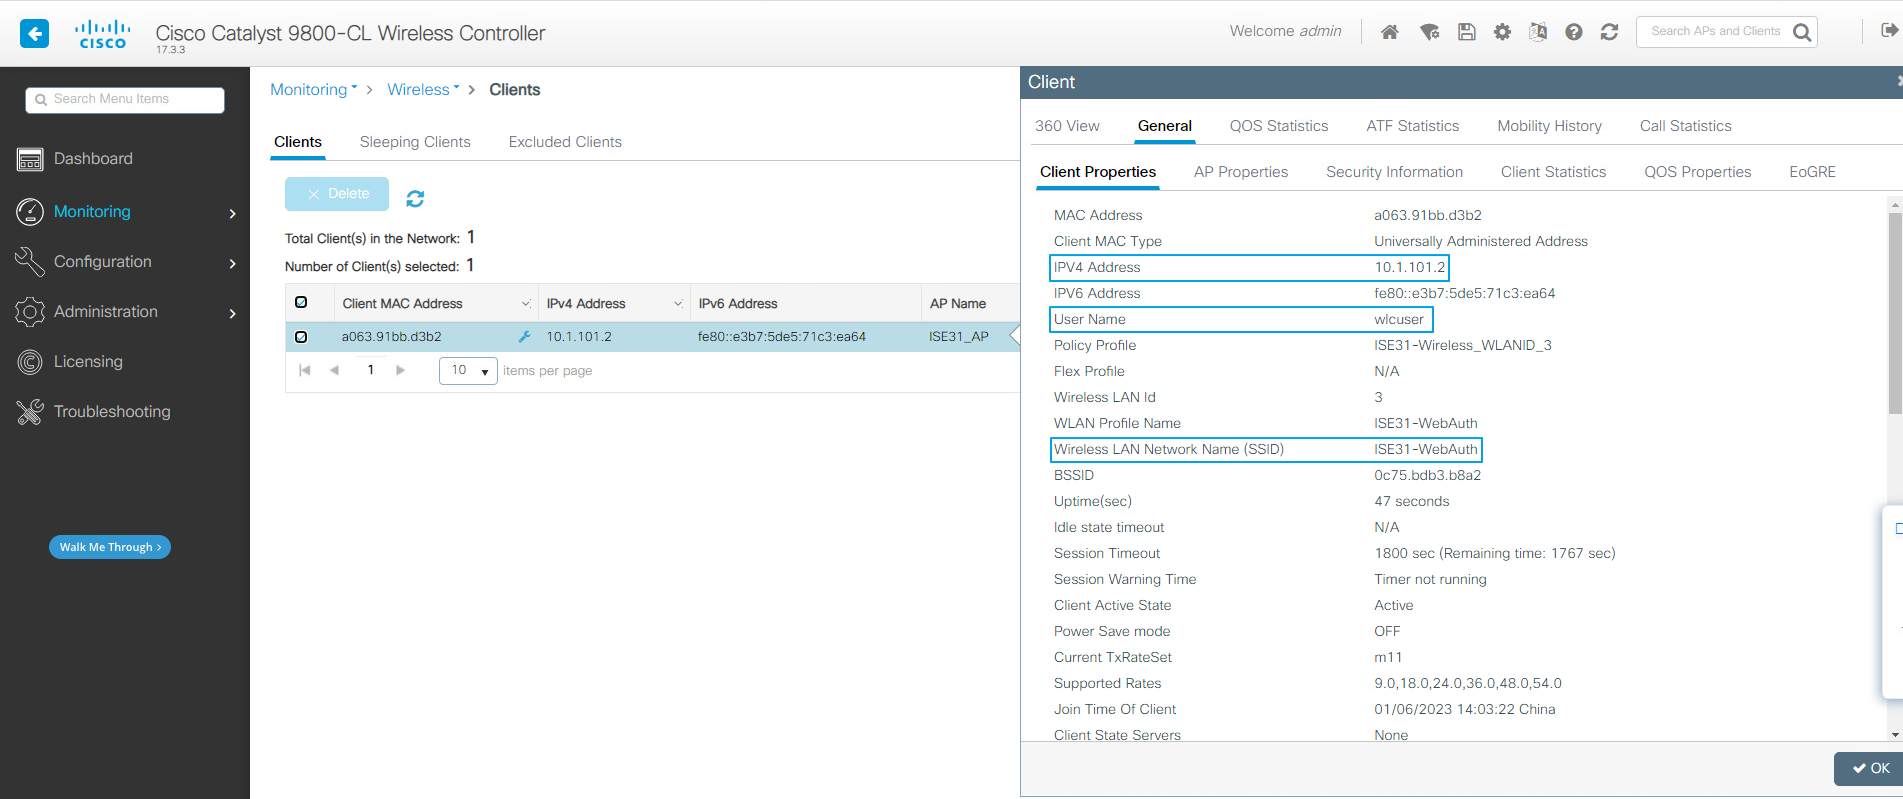 CISCO
Cisco Catalyst 9800-CL Wireless Controller
17.3.3
Welcome admin
Search APs and Clients
Search Menu Items
Dashboard
Monitoring
Configuration
Administration
Licensing
Troubleshooting
Walk Me Through >
Monitoring > Wireless > Clients
Clients Sleeping Clients Excluded Clients
× Delete
Total Client(s) in the Network: 1
Number of Client(s) selected: 1
Client MAC Address IPv4 Address IPv6 Address AP Name
a063.91bb.d3b2 10.1.101.2 fe80::e3b7:5de5:71c3:ea64 ISE31_AP
1 10 items per page
Client
360 View General QOS Statistics ATF Statistics Mobility History Call Statistics
Client Properties AP Properties Security Information Client Statistics QOS Properties EoGRE
MAC Address a063.91bb.d3b2
Client MAC Type Universally Administered Address
IPV4 Address 10.1.101.2
IPV6 Address fe80::e3b7:5de5:71c3:ea64
User Name wlcuser
Policy Profile ISE31-Wireless_WLANID_3
Flex Profile N/A
Wireless LAN Id 3
WLAN Profile Name ISE31-WebAuth
Wireless LAN Network Name (SSID) ISE31-WebAuth
BSSID 0c75.bdb3.b8a2
Uptime(sec) 47 seconds
Idle state timeout N/A
Session Timeout 1800 sec (Remaining time: 1767 sec)
Session Warning Time Timer not running
Client Active State Active
Power Save mode OFF
Current TxRateSet m11
Supported Rates 9.0,18.0,24.0,36.0,48.0,54.0
Join Time Of Client 01/06/2023 14:03:22 China
Client State Servers None
OK